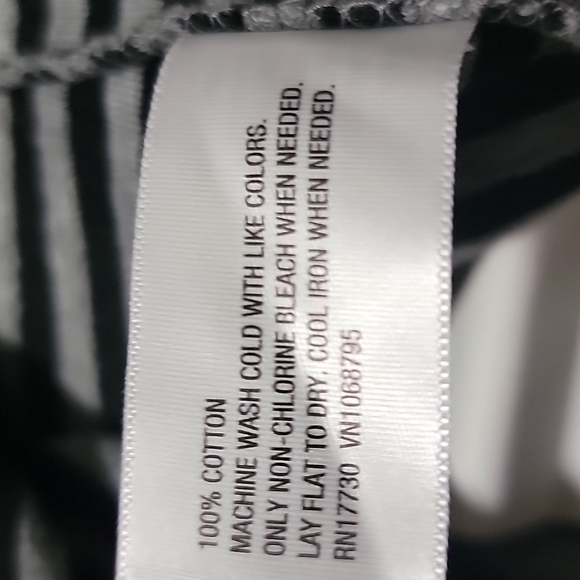 100% COTTON
MACHINE WASH COLD WITH LIKE COLORS.
ONLY NON-CHLORINE BLEACH WHEN NEEDED.
LAY FLAT TO DRY. COOL IRON WHEN NEEDED.
RN17730 VN1068795